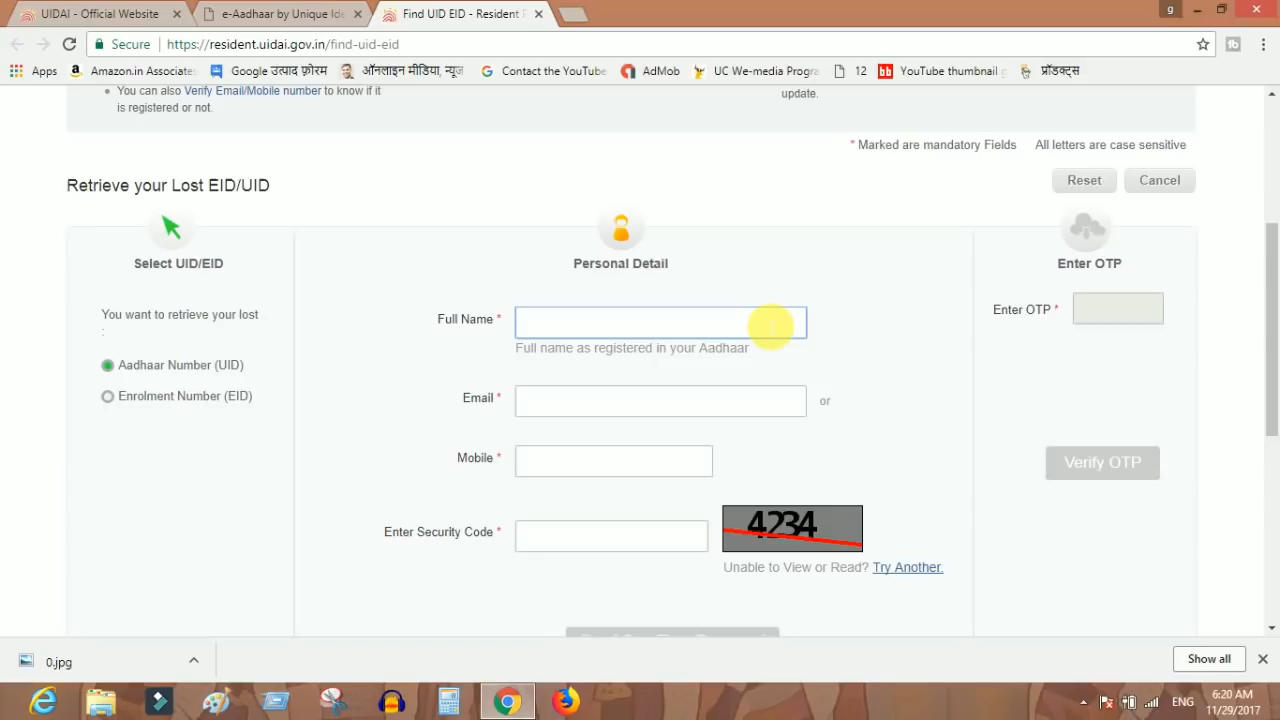 UIDAI - Official Website
e-Aadhaar by Unique Ide
Find UID EID - Resident P
g
Secure
https://resident.uidai.gov.in/find-uid-eid
Apps
Amazon.in Associates
Google उत्पाद फ़ोरम
ऑनलाइन मीडिया, न्यूज
Contact the YouTube
AdMob
UC We-media Progra
12
YouTube thumbnail
प्रॉडक्ट्स
You can also Verify Email/Mobile number to know if it
is registered or not.
update.
* Marked are mandatory Fields
All letters are case sensitive
Retrieve your Lost EID/UID
Reset
Cancel
Select UID/EID
Personal Detail
Enter OTP
You want to retrieve your lost
:
Aadhaar Number (UID)
Enrolment Number (EID)
Full Name *
Full name as registered in your Aadhaar
Email *
or
Mobile *
Enter Security Code *
4234
Unable to View or Read? Try Another.
Enter OTP *
Verify OTP
0.jpg
Show all
ENG
6:20 AM
11/29/2017